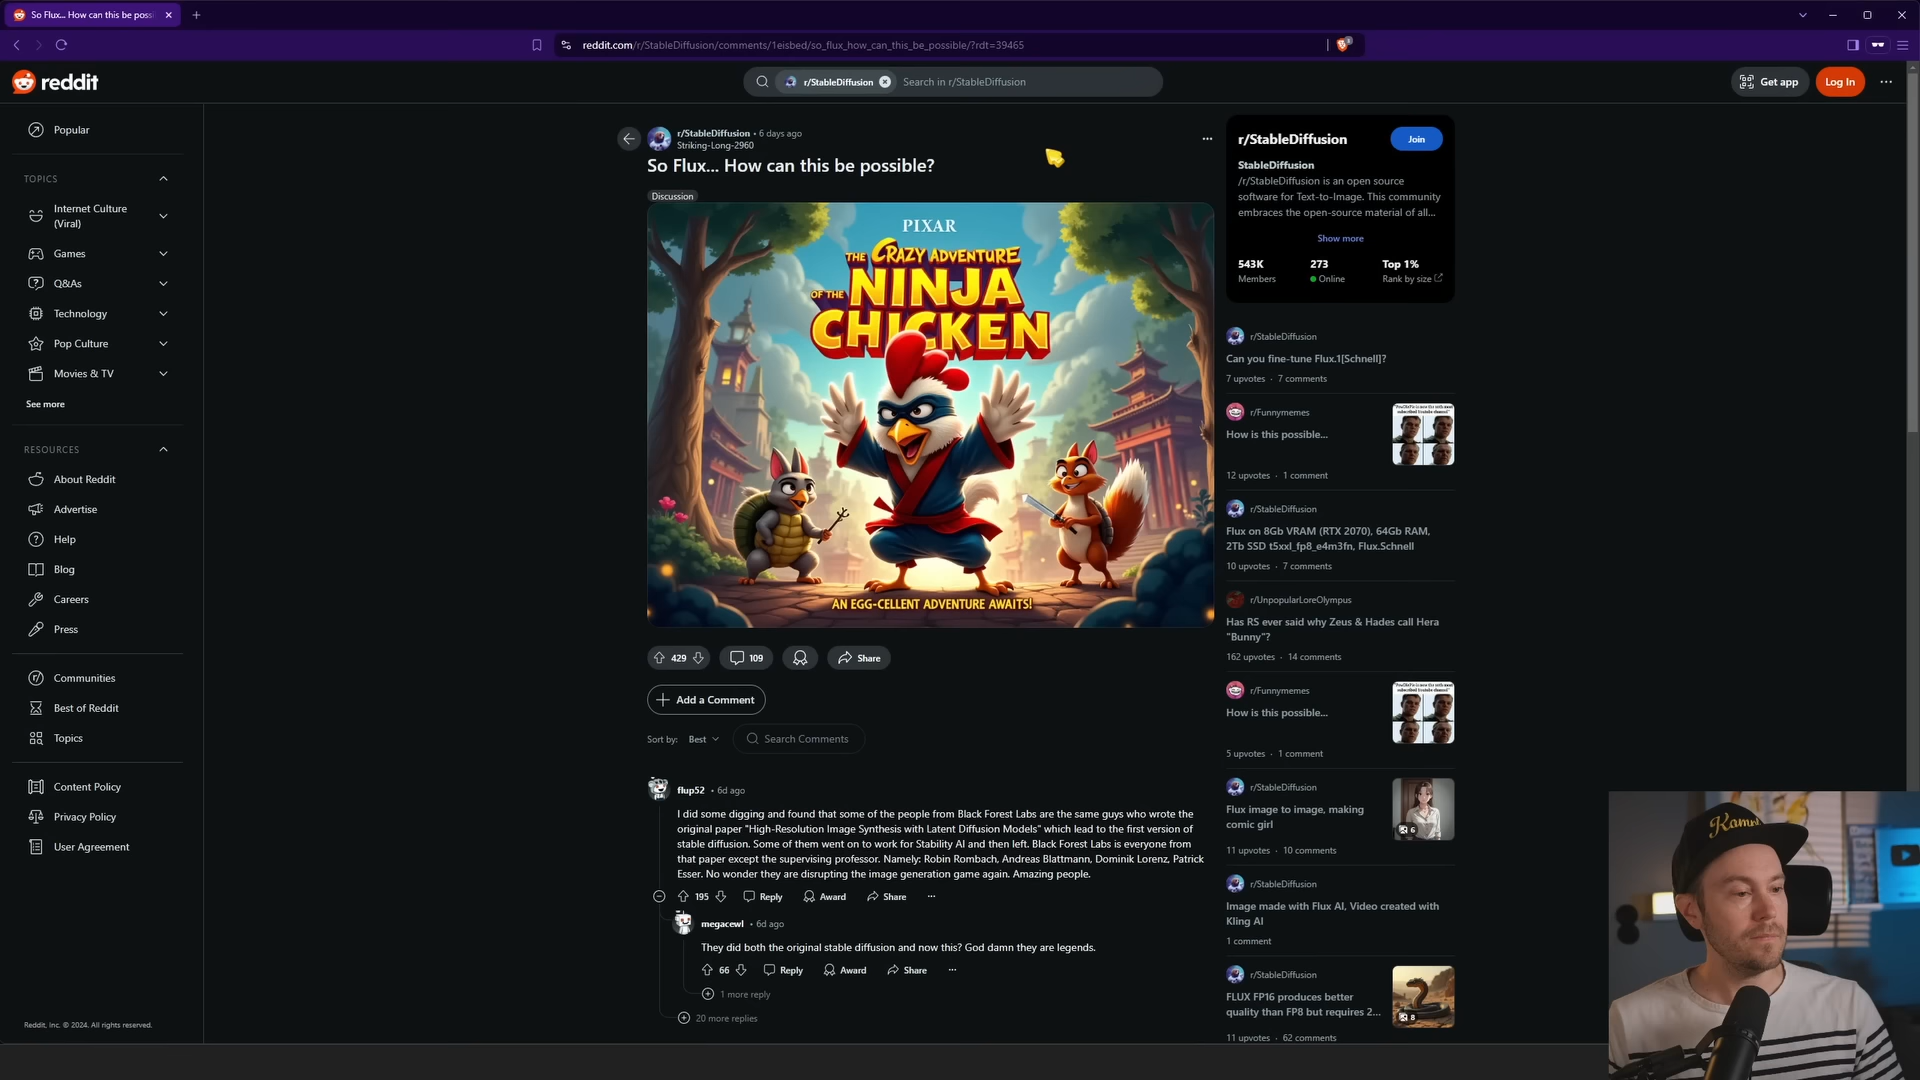 So Flux... How can this be possi
reddit.com/r/StableDiffusion/comments/1eisbed/so_flux_how_can_this_be_possible/?rdt=39465
reddit
r/StableDiffusion
Search in r/StableDiffusion
Get app
Log In
Popular
TOPICS
Internet Culture
(Viral)
Games
Q&As
Technology
Pop Culture
Movies & TV
See more
RESOURCES
About Reddit
Advertise
Help
Blog
Careers
Press
Communities
Best of Reddit
Topics
Content Policy
Privacy Policy
User Agreement
Reddit, Inc. © 2024. All rights reserved.
r/StableDiffusion • 6 days ago
Striking-Long-2960
So Flux... How can this be possible?
Discussion
PIXAR
THE CRAZY ADVENTURE
OF THE NINJA
CHICKEN
AN EGG-CELLENT ADVENTURE AWAITS!
429
109
Share
Add a Comment
Sort by: Best
Search Comments
flup52 • 6d ago
I did some digging and found that some of the people from Black Forest Labs are the same guys who wrote the
original paper "High-Resolution Image Synthesis with Latent Diffusion Models" which lead to the first version of
stable diffusion. Some of them went on to work for Stability AI and then left. Black Forest Labs is everyone from
that paper except the supervising professor. Namely: Robin Rombach, Andreas Blattmann, Dominik Lorenz, Patrick
Esser. No wonder they are disrupting the image generation game again. Amazing people.
195 Reply Award Share
megacewl • 6d ago
They did both the original stable diffusion and now this? God damn they are legends.
66 Reply Award Share
1 more reply
20 more replies
r/StableDiffusion
Join
StableDiffusion
/r/StableDiffusion is an open source
software for Text-to-Image. This community
embraces the open-source material of all...
Show more
543K 273 Top 1%
Members Online Rank by size
r/StableDiffusion
Can you fine-tune Flux.1[Schnell]?
7 upvotes · 7 comments
r/Funnymemes
How is this possible...
12 upvotes · 1 comment
r/StableDiffusion
Flux on 8Gb VRAM (RTX 2070), 64Gb RAM,
2Tb SSD t5xxl_fp8_e4m3fn, Flux.Schnell
10 upvotes · 7 comments
r/UnpopularLoreOlympus
Has RS ever said why Zeus & Hades call Hera
"Bunny"?
162 upvotes · 14 comments
r/Funnymemes
How is this possible...
5 upvotes · 1 comment
r/StableDiffusion
Flux image to image, making
comic girl
6
11 upvotes · 10 comments
r/StableDiffusion
Image made with Flux AI, Video created with
Kling AI
1 comment
r/StableDiffusion
FLUX FP16 produces better
quality than FP8 but requires 2...
8
11 upvotes · 62 comments